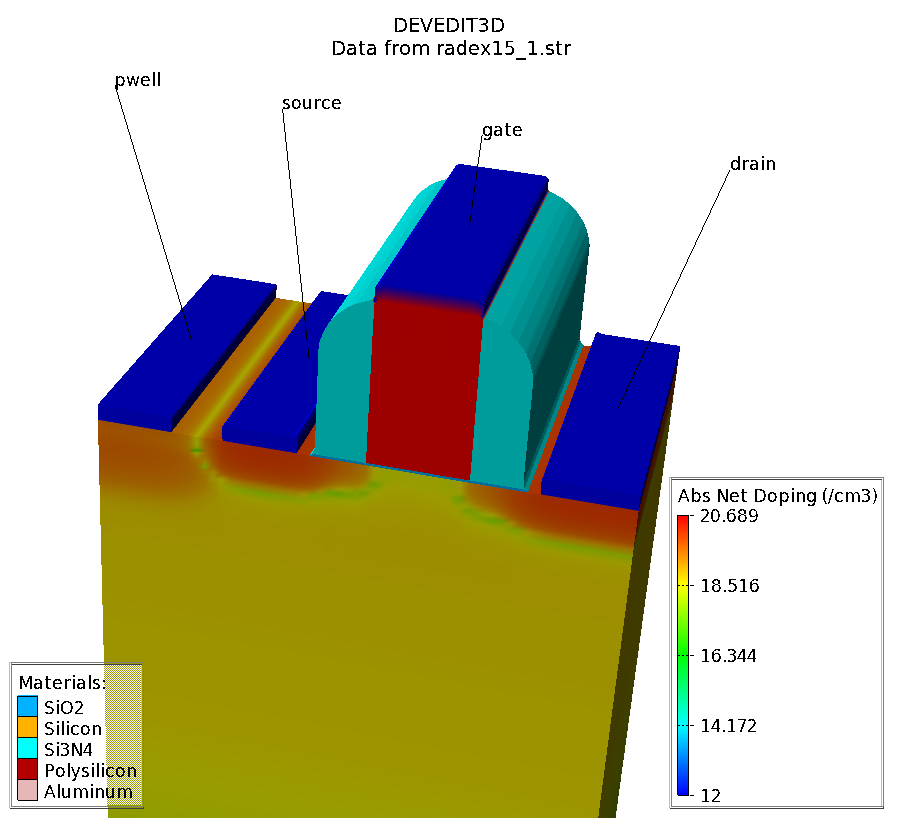 DEVEDIT3D
Data from radex15_1.str
pwell
source
gate
drain
Abs Net Doping (/cm3)
20.689
18.516
16.344
14.172
12
Materials:
SiO2
Silicon
Si3N4
Polysilicon
Aluminum